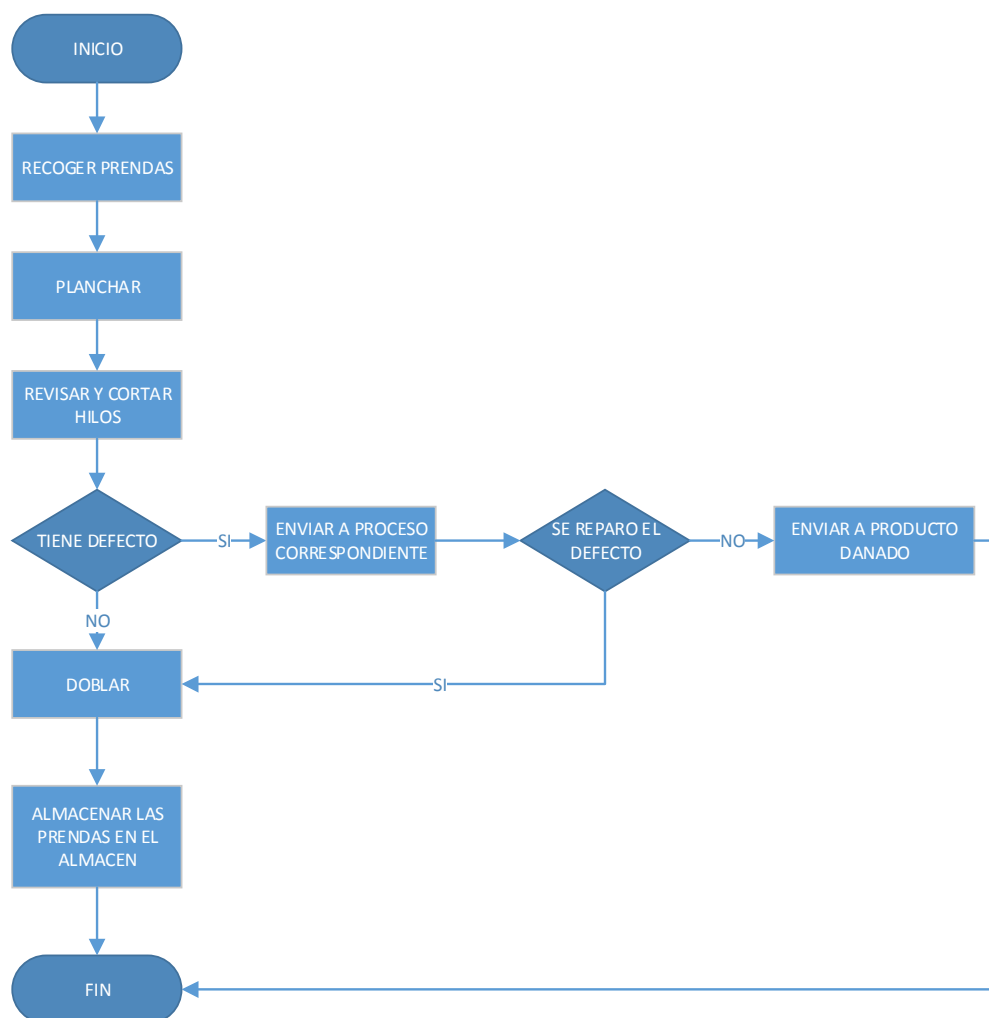 INICIO
RECOGER PRENDAS
PLANCHAR
REVISAR Y CORTAR
HILOS
TIENE DEFECTO
SI
ENVIAR A PROCESO
CORRESPONDIENTE
SE REPARO EL
DEFECTO
NO
ENVIAR A PRODUCTO
DANADO
NO
DOBLAR
SI
ALMACENAR LAS
PRENDAS EN EL
ALMACEN
FIN